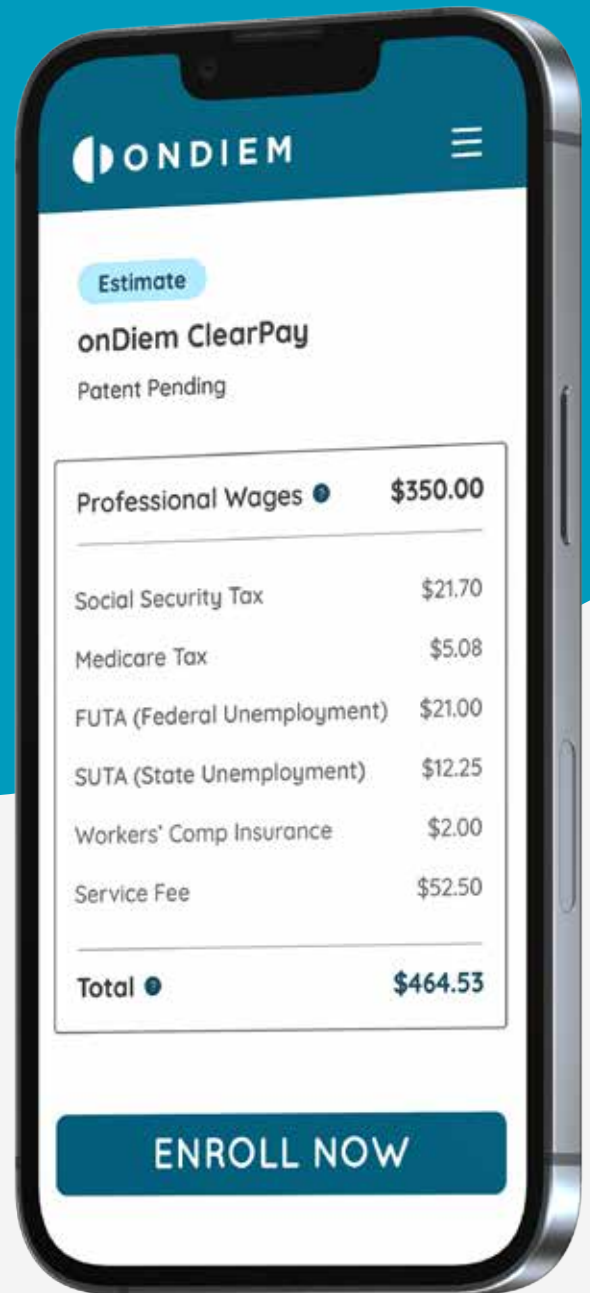 ONDIEM
Estimate
onDiem ClearPay
Patent Pending
Professional Wages ? $350.00
Social Security Tax $21.70
Medicare Tax $5.08
FUTA (Federal Unemployment) $21.00
SUTA (State Unemployment) $12.25
Workers' Comp Insurance $2.00
Service Fee $52.50
Total ? $464.53
ENROLL NOW